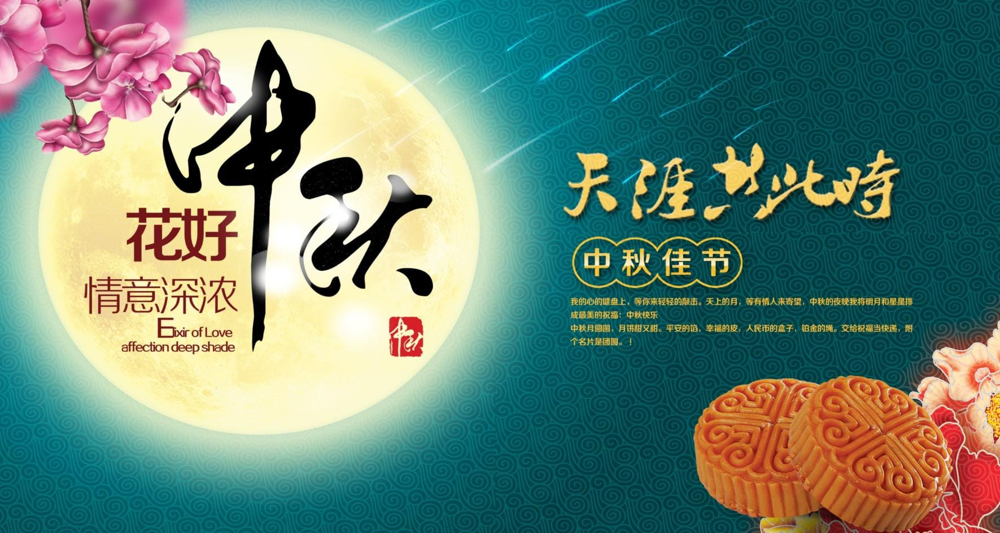 中秋
花好
情意深浓
Elixir of Love
affection deep shade
中秋
天涯共此時
中秋佳节
我的心的键盘上，等你来轻轻的敲击。天上的月，等有情人来寄望，中秋的夜晚我将明月和星星排
成最美的祝福：中秋快乐
中秋月圆圆，月饼甜又甜。平安的馅，幸福的皮，人民币的盒子，铂金的绳。交给祝福当快递，附
个名片是团圆。！